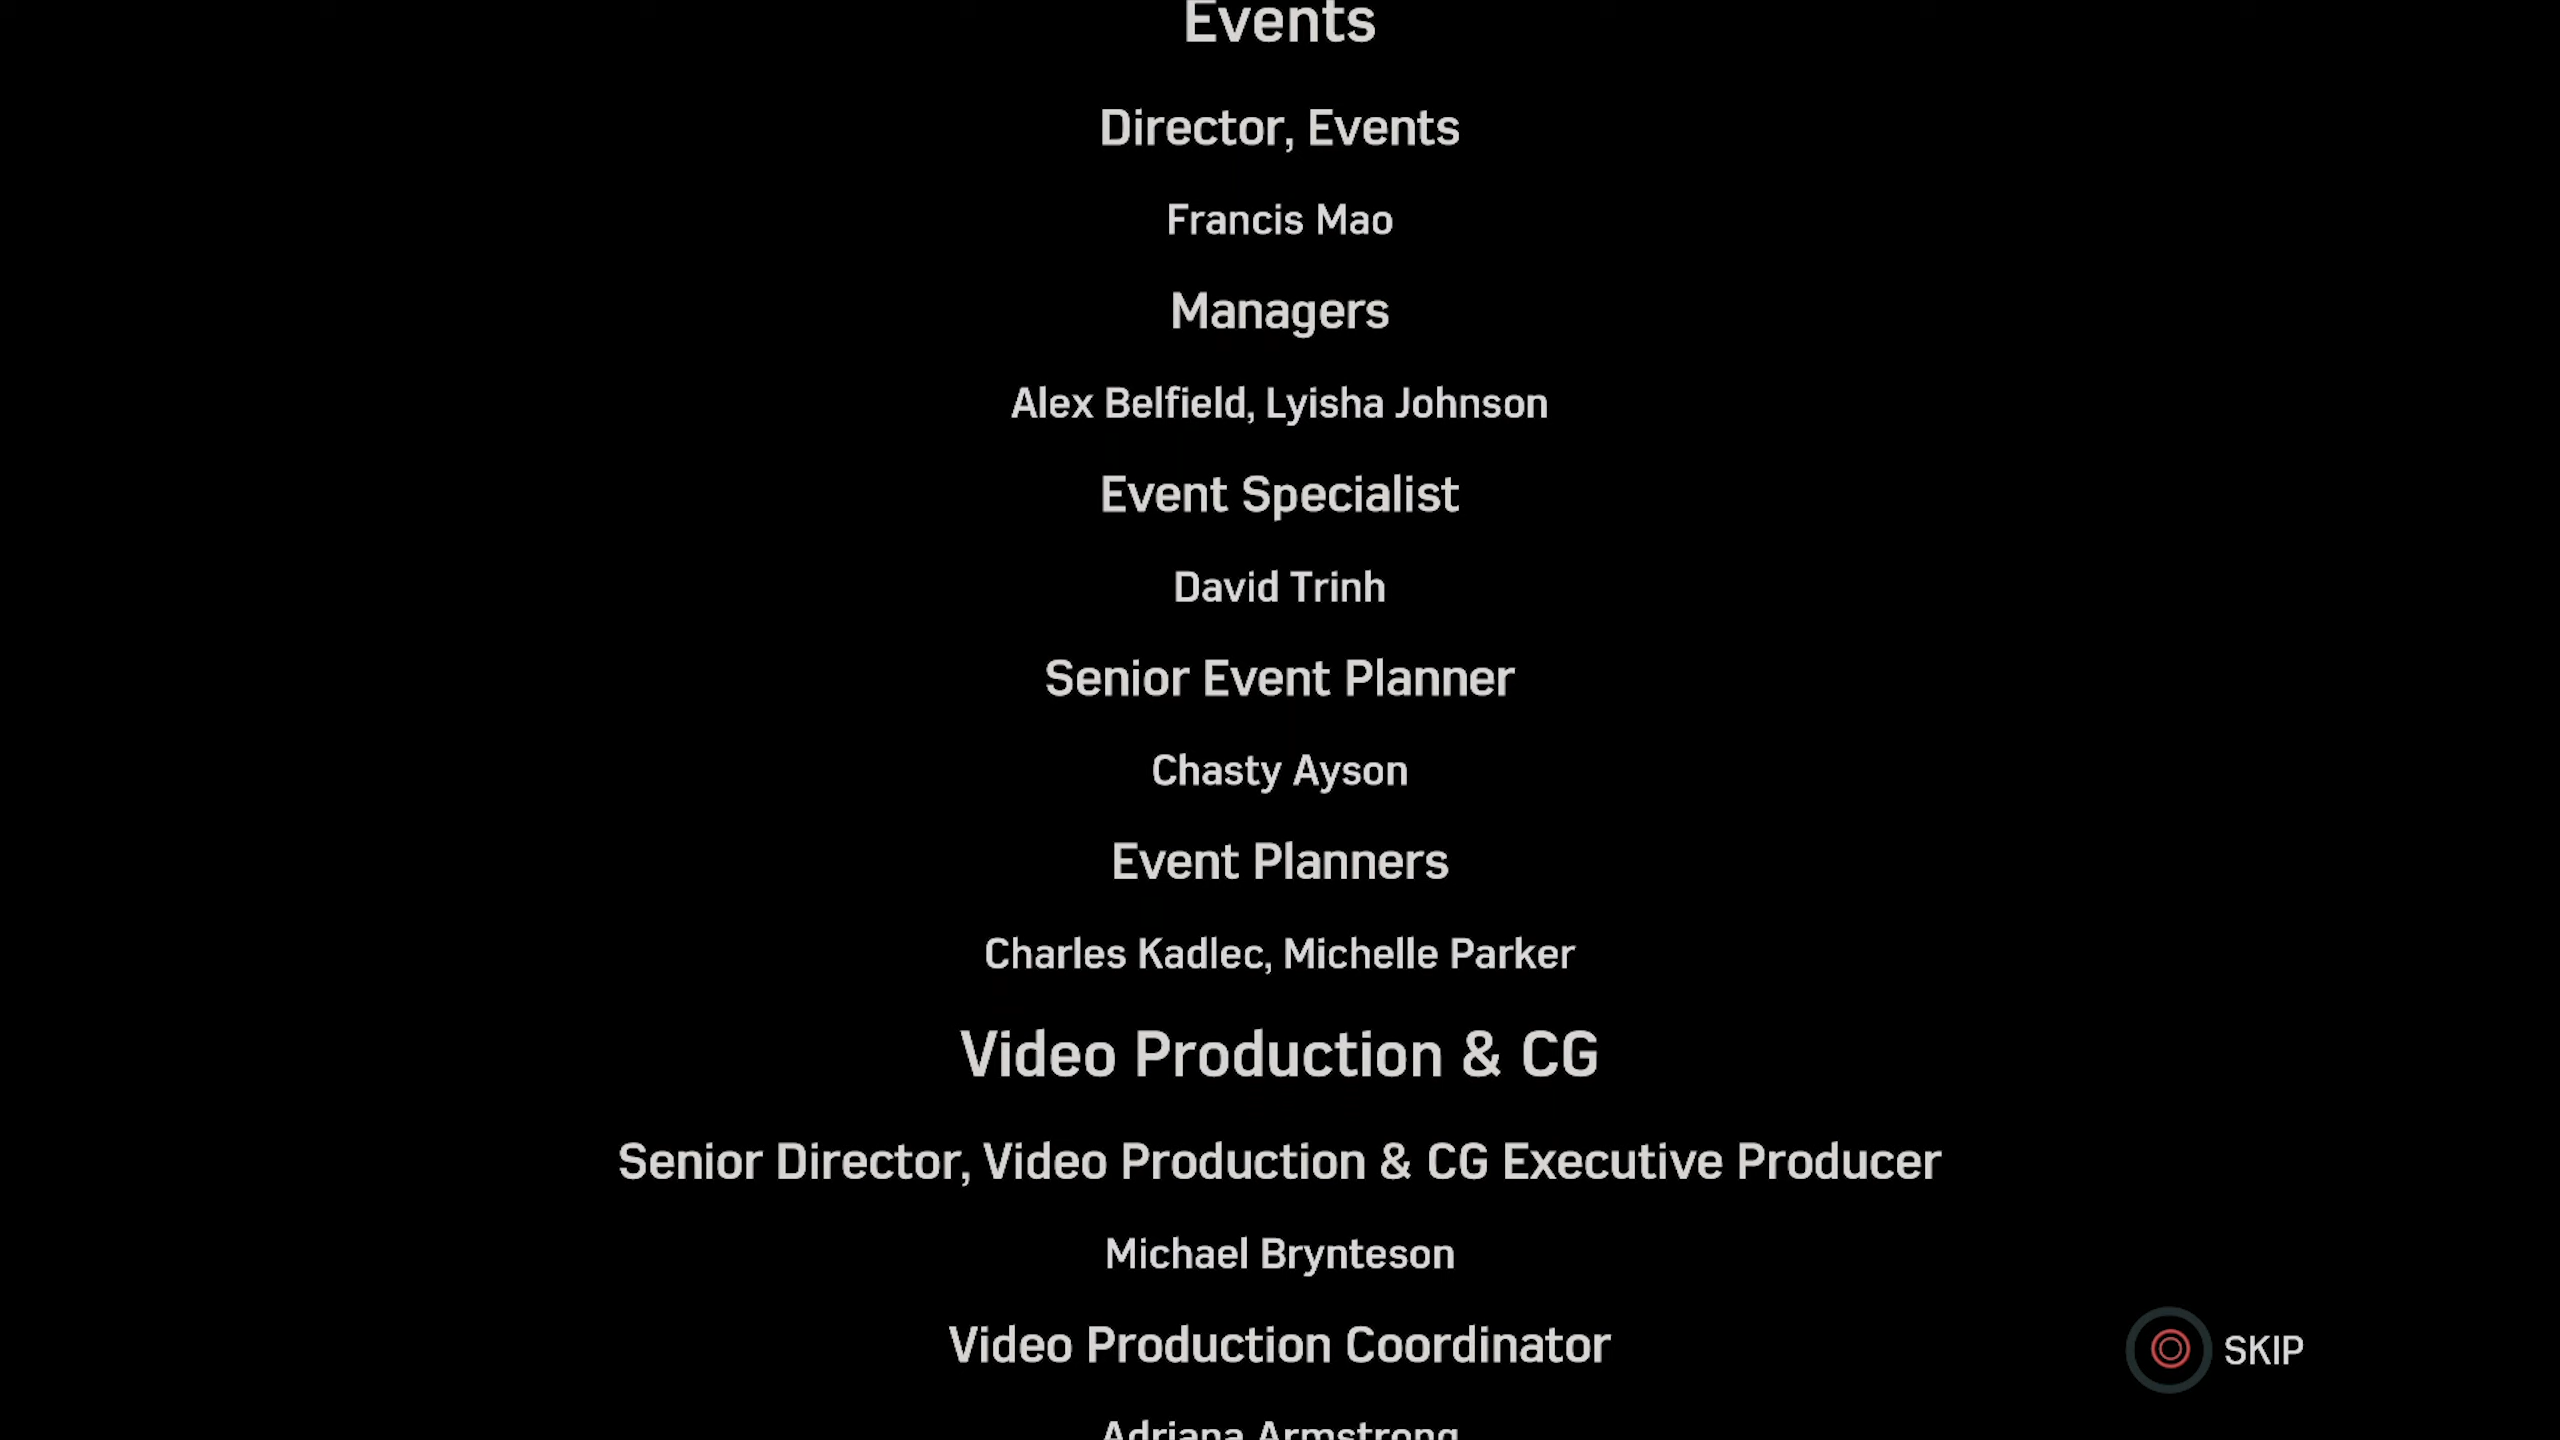 Events
Director, Events
Francis Mao
Managers
Alex Belfield, Lyisha Johnson
Event Specialist
David Trinh
Senior Event Planner
Chasty Ayson
Event Planners
Charles Kadlec, Michelle Parker
Video Production & CG
Senior Director, Video Production & CG Executive Producer
Michael Brynteson
Video Production Coordinator
SKIP
Adriana Armstrong